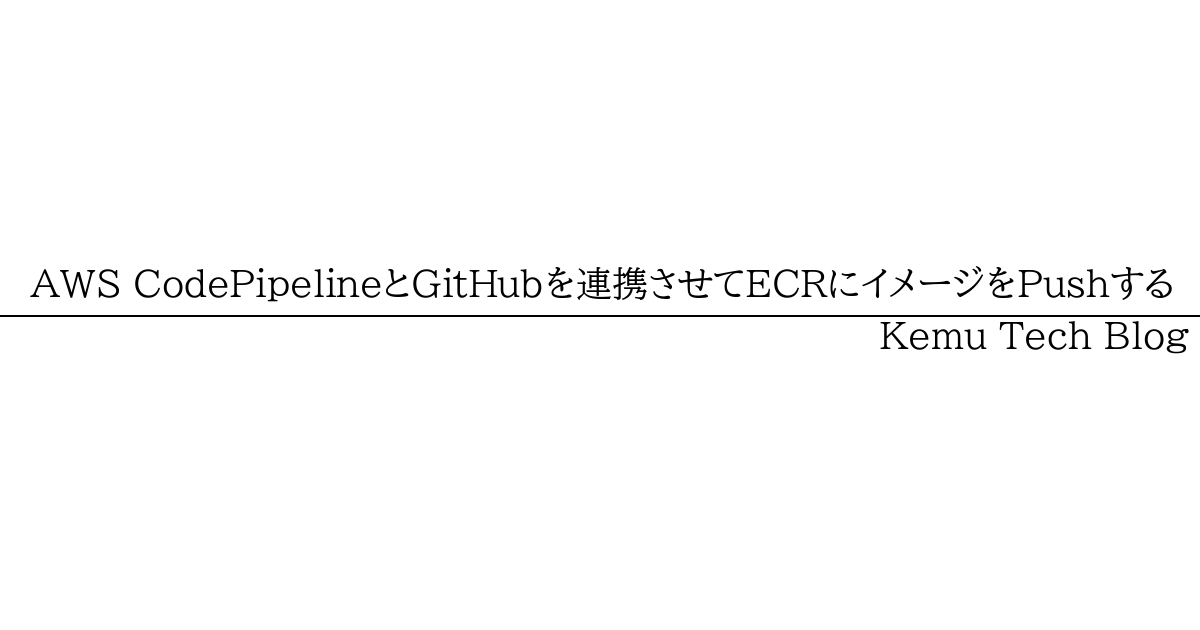 AWS CodePipelineとGitHubを連携させてECRにイメージをPushする
Kemu Tech Blog